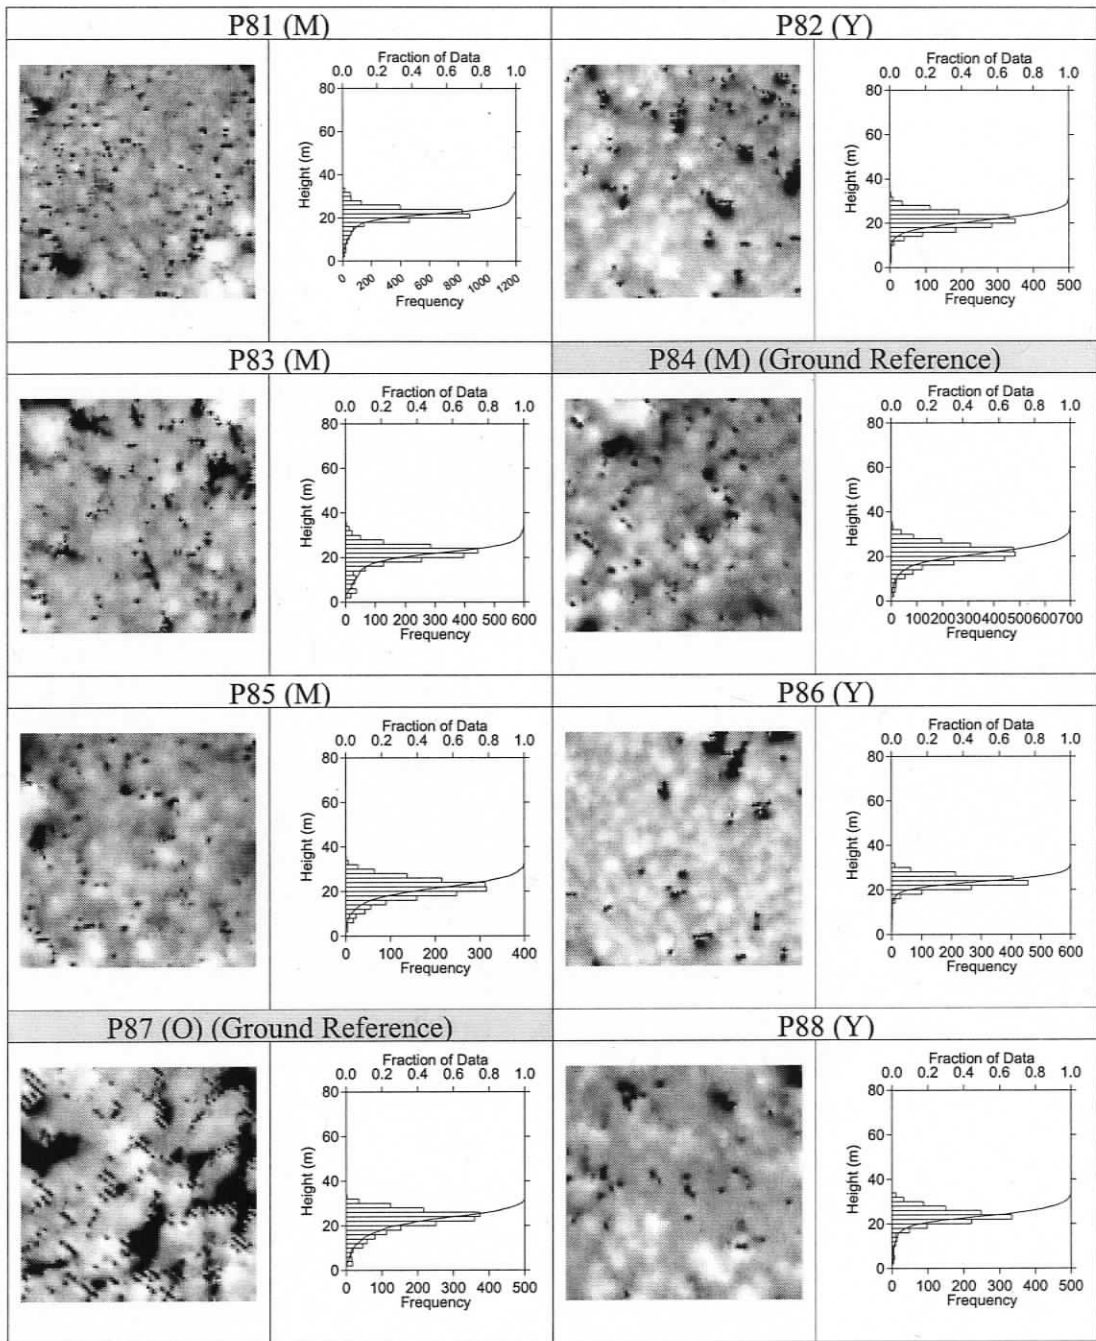 P81 (M)
P82 (Y)
Fraction of Data
0.0 0.2 0.4 0.6 0.8 1.0
80
60
40
20
0
Height (m)
0 200 400 600 800 1000 1200
Frequency
Fraction of Data
0.0 0.2 0.4 0.6 0.8 1.0
80
60
40
20
0
Height (m)
0 100 200 300 400 500
Frequency
P83 (M)
P84 (M) (Ground Reference)
Fraction of Data
0.0 0.2 0.4 0.6 0.8 1.0
80
60
40
20
0
Height (m)
0 100 200 300 400 500 600
Frequency
Fraction of Data
0.0 0.2 0.4 0.6 0.8 1.0
80
60
40
20
0
Height (m)
0 100200300400500600700
Frequency
P85 (M)
P86 (Y)
Fraction of Data
0.0 0.2 0.4 0.6 0.8 1.0
80
60
40
20
0
Height (m)
0 100 200 300 400
Frequency
Fraction of Data
0.0 0.2 0.4 0.6 0.8 1.0
80
60
40
20
0
Height (m)
0 100 200 300 400 500 600
Frequency
P87 (O) (Ground Reference)
P88 (Y)
Fraction of Data
0.0 0.2 0.4 0.6 0.8 1.0
80
60
40
20
0
Height (m)
0 100 200 300 400 500
Frequency
Fraction of Data
0.0 0.2 0.4 0.6 0.8 1.0
80
60
40
20
0
Height (m)
0 100 200 300 400 500
Frequency